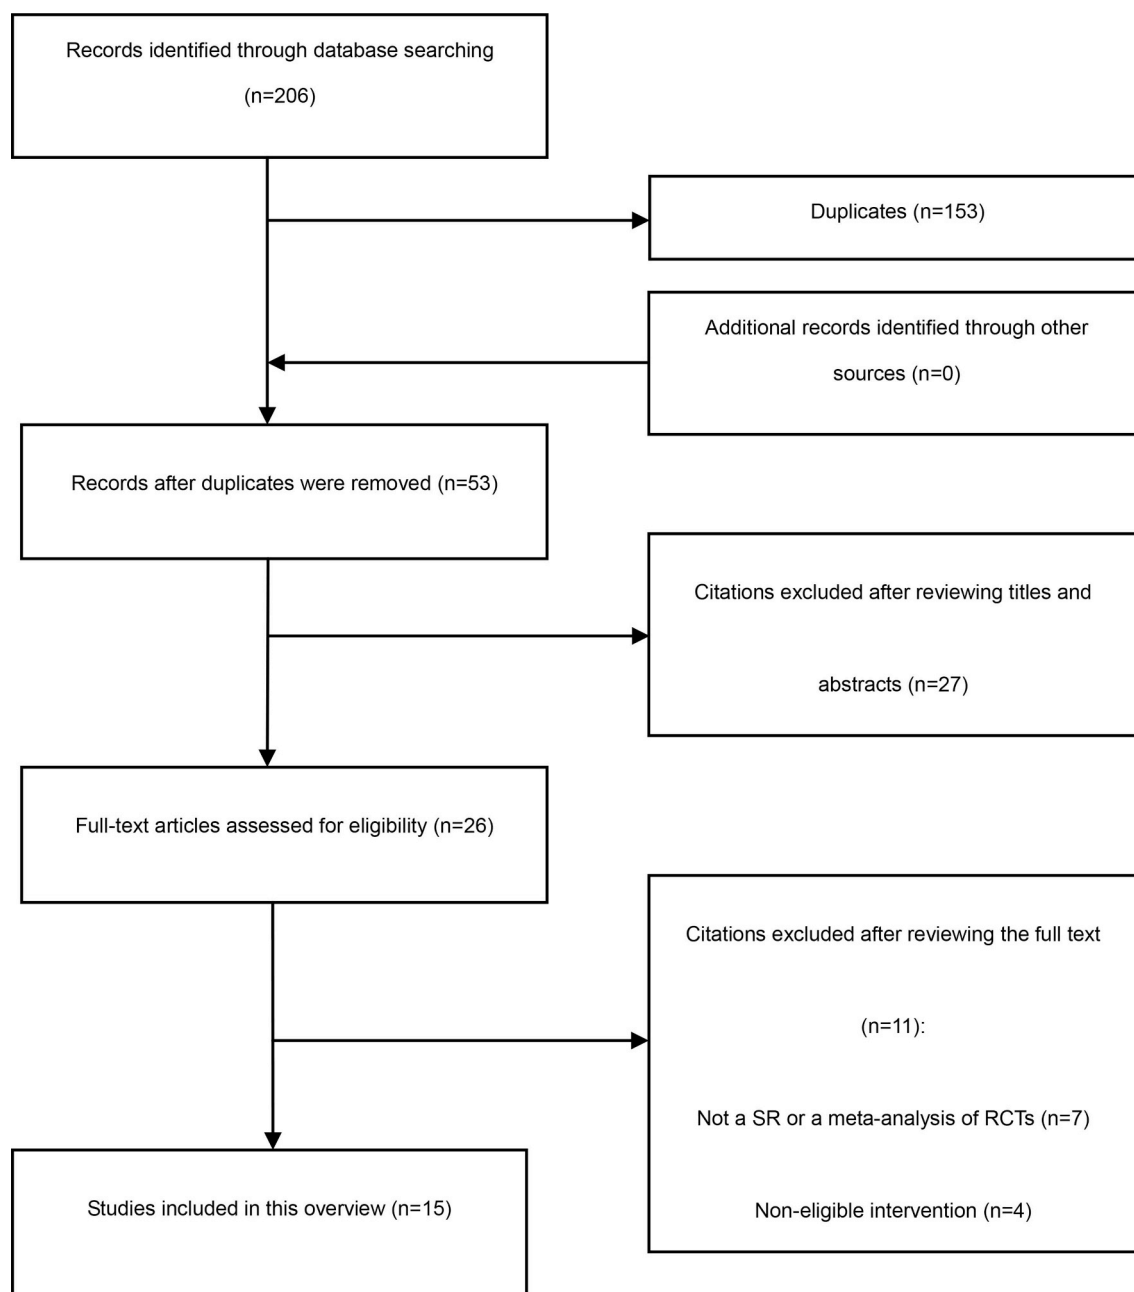 Records identified through database searching
(n=206)
Duplicates (n=153)
Additional records identified through other
sources (n=0)
Records after duplicates were removed (n=53)
Citations excluded after reviewing titles and
abstracts (n=27)
Full-text articles assessed for eligibility (n=26)
Citations excluded after reviewing the full text
(n=11):
Not a SR or a meta-analysis of RCTs (n=7)
Non-eligible intervention (n=4)
Studies included in this overview (n=15)